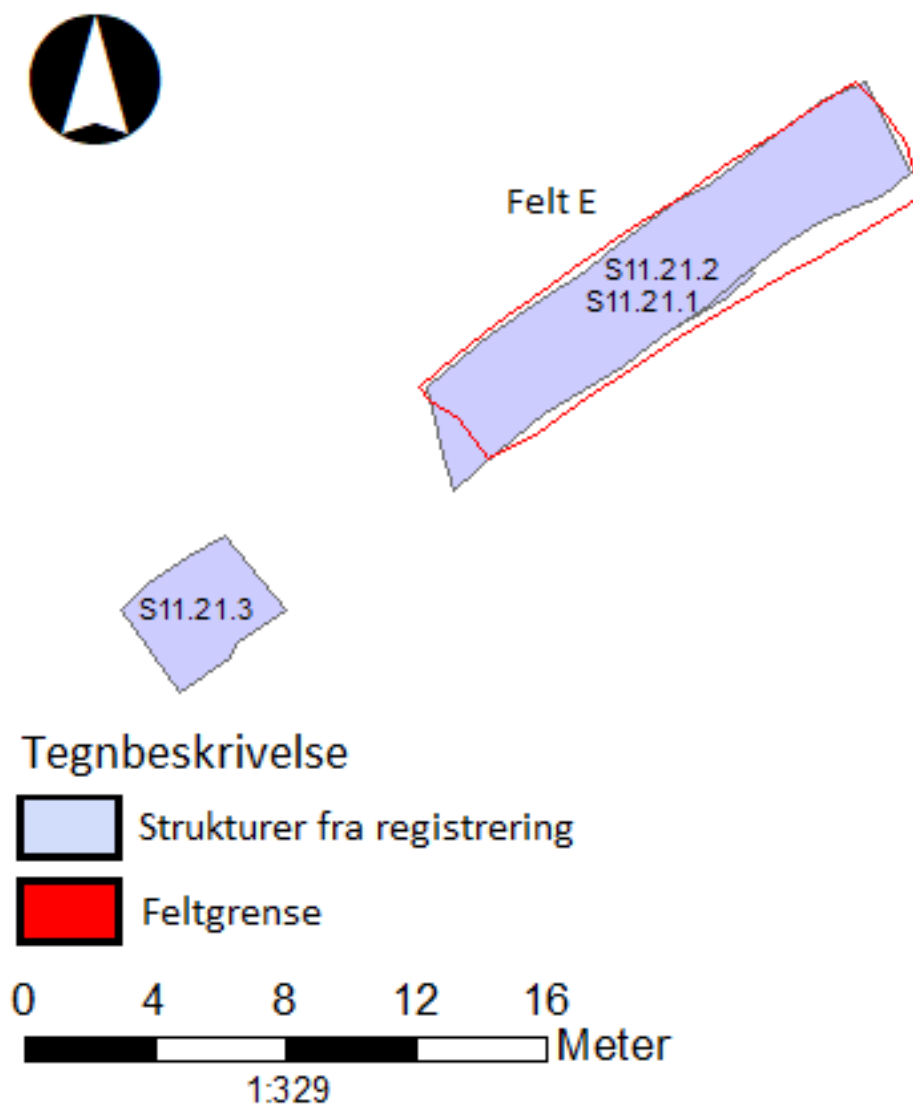 Felt E
S11.21.2
S11.21.1
S11.21.3
Tegnbeskrivelse
Strukturer fra registrering
Feltgrense
0 4 8 12 16
Meter
1:329